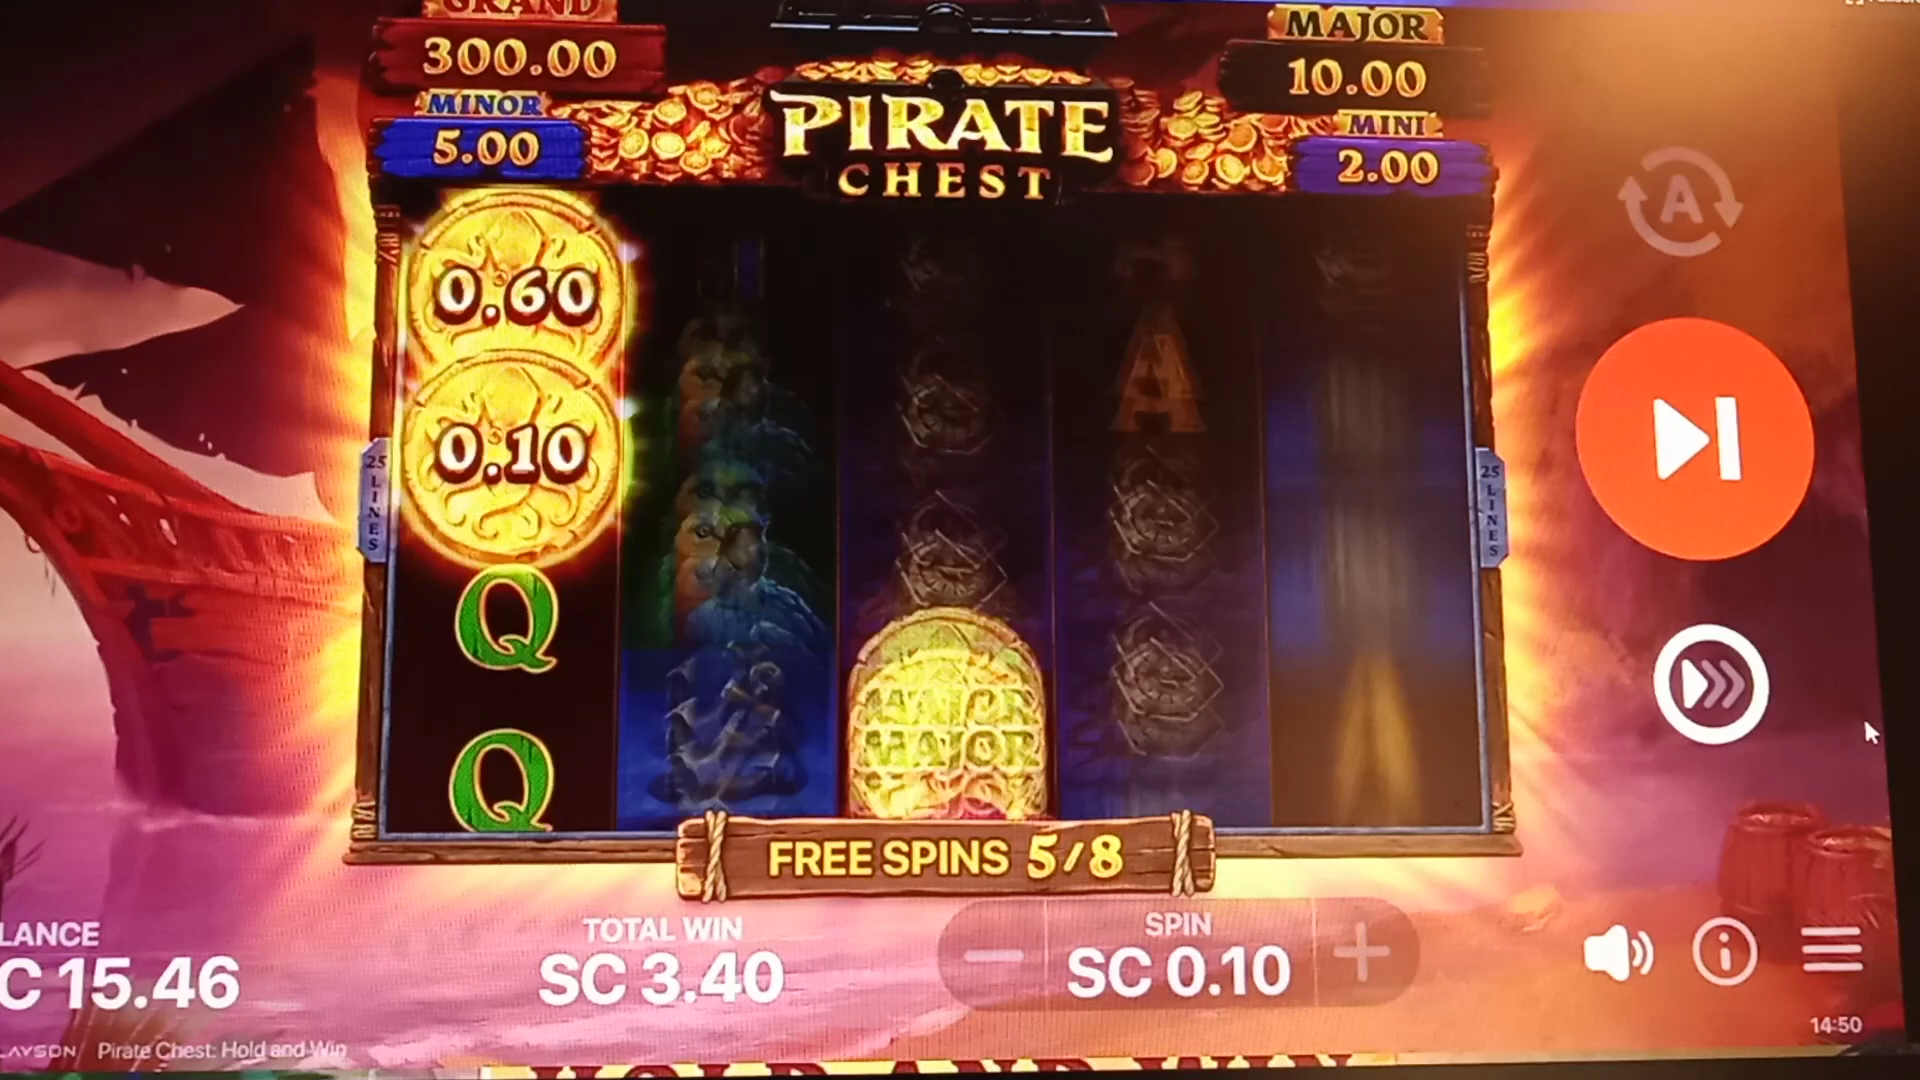 GRAND
300.00
MINOR
5.00
PIRATE
CHEST
MAJOR
10.00
MINI
2.00
A
0.60
0.10
A
25
LINES
25
LINES
Q
Q
MAJOR
MAJOR
FREE SPINS 5/8
LANCE
C 15.46
TOTAL WIN
SC 3.40
SPIN
SC 0.10
14:50
LAYSON Pirate Chest: Hold and Win